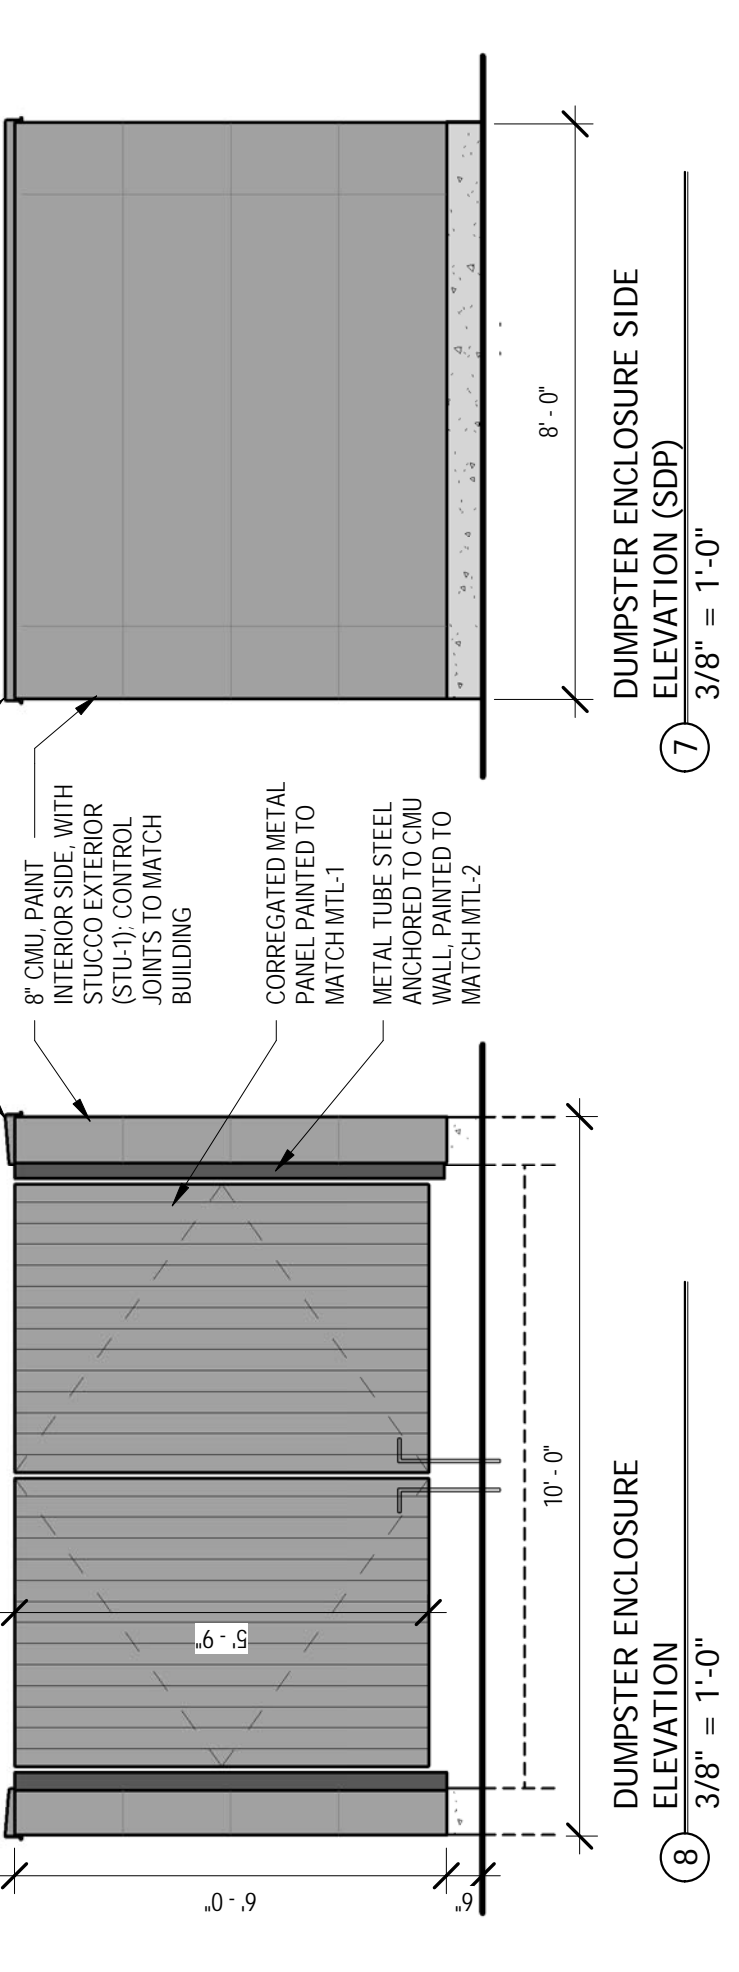 8" CMU, PAINT
INTERIOR SIDE, WITH
STUCCO EXTERIOR
(STU-1); CONTROL
JOINTS TO MATCH
BUILDING
CORREGATED METAL
PANEL PAINTED TO
MATCH MTL-1
METAL TUBE STEEL
ANCHORED TO CMU
WALL, PAINTED TO
MATCH MTL-2
5' - 9"
6' - 0"
6"
10' - 0"
8 DUMPSTER ENCLOSURE
ELEVATION
3/8" = 1'-0"
8' - 0"
7 DUMPSTER ENCLOSURE SIDE
ELEVATION (SDP)
3/8" = 1'-0"